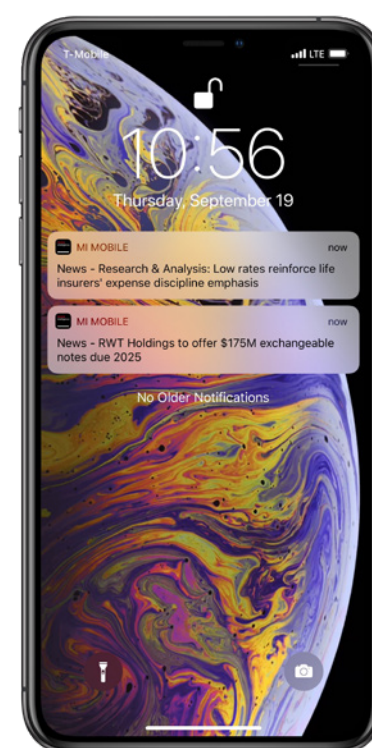 T-Mobile
LTE
10:56
Thursday, September 19
MI MOBILE
now
News - Research & Analysis: Low rates reinforce life
insurers' expense discipline emphasis
MI MOBILE
now
News - RWT Holdings to offer $175M exchangeable
notes due 2025
No Older Notifications